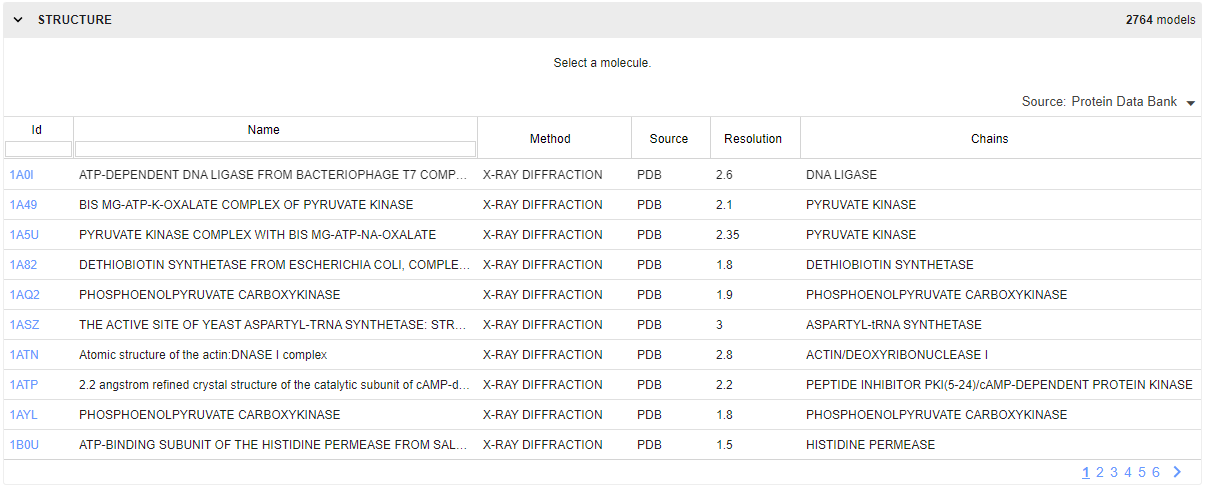 STRUCTURE 2764 models
Select a molecule.
Source: Protein Data Bank
Id Name Method Source Resolution Chains
1A0I ATP-DEPENDENT DNA LIGASE FROM BACTERIOPHAGE T7 COMP... X-RAY DIFFRACTION PDB 2.6 DNA LIGASE
1A49 BIS MG-ATP-K-OXALATE COMPLEX OF PYRUVATE KINASE X-RAY DIFFRACTION PDB 2.1 PYRUVATE KINASE
1A5U PYRUVATE KINASE COMPLEX WITH BIS MG-ATP-NA-OXALATE X-RAY DIFFRACTION PDB 2.35 PYRUVATE KINASE
1A82 DETHIOBIOTIN SYNTHETASE FROM ESCHERICHIA COLI, COMPLE... X-RAY DIFFRACTION PDB 1.8 DETHIOBIOTIN SYNTHETASE
1AQ2 PHOSPHOENOLPYRUVATE CARBOXYKINASE X-RAY DIFFRACTION PDB 1.9 PHOSPHOENOLPYRUVATE CARBOXYKINASE
1ASZ THE ACTIVE SITE OF YEAST ASPARTYL-TRNA SYNTHETASE: STR... X-RAY DIFFRACTION PDB 3 ASPARTYL-tRNA SYNTHETASE
1ATN Atomic structure of the actin:DNASE I complex X-RAY DIFFRACTION PDB 2.8 ACTIN/DEOXYRIBONUCLEASE I
1ATP 2.2 angstrom refined crystal structure of the catalytic subunit of cAMP-d... X-RAY DIFFRACTION PDB 2.2 PEPTIDE INHIBITOR PKI(5-24)/cAMP-DEPENDENT PROTEIN KINASE
1AYL PHOSPHOENOLPYRUVATE CARBOXYKINASE X-RAY DIFFRACTION PDB 1.8 PHOSPHOENOLPYRUVATE CARBOXYKINASE
1B0U ATP-BINDING SUBUNIT OF THE HISTIDINE PERMEASE FROM SAL... X-RAY DIFFRACTION PDB 1.5 HISTIDINE PERMEASE
1 2 3 4 5 6